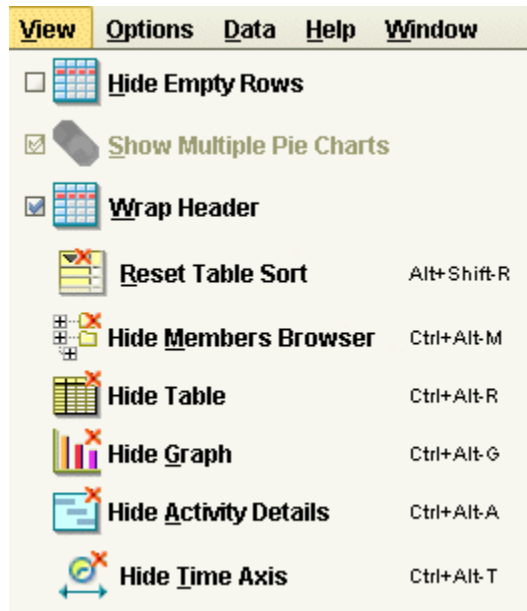 View Options Data Help Window
Hide Empty Rows
Show Multiple Pie Charts
Wrap Header
Reset Table Sort Alt+Shift-R
Hide Members Browser Ctrl+Alt-M
Hide Table Ctrl+Alt-R
Hide Graph Ctrl+Alt-G
Hide Activity Details Ctrl+Alt-A
Hide Time Axis Ctrl+Alt-T